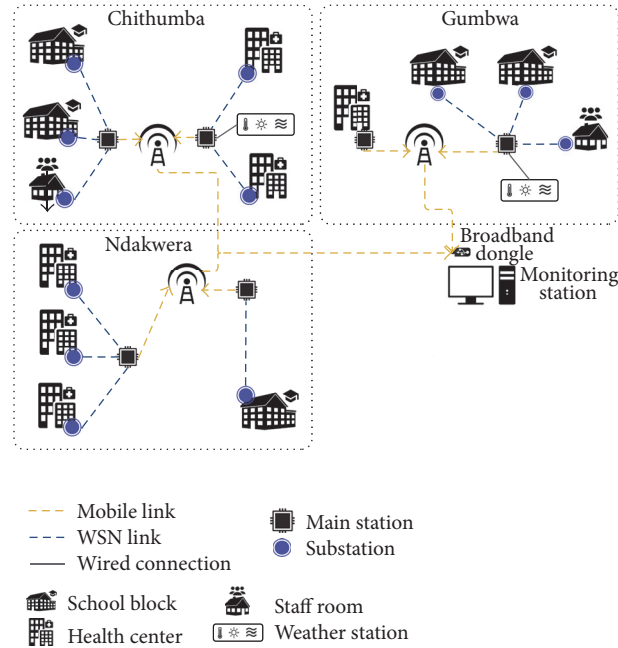 Chithumba
Gumbwa
Ndakwera
Broadband
dongle
Monitoring
station
Mobile link
WSN link
Wired connection
Main station
Substation
School block
Health center
Staff room
Weather station